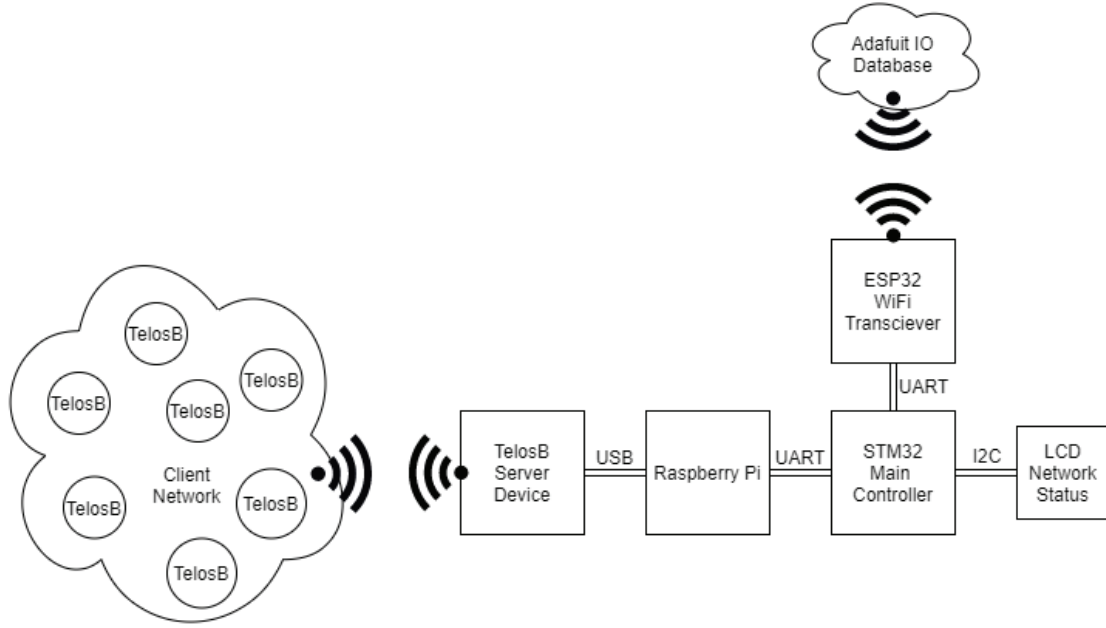 Adafuit IO
Database
ESP32
WiFi
Transciever
UART
TelosB
TelosB
TelosB
TelosB
Client
Network
TelosB
TelosB
TelosB
TelosB
Server
Device
USB
Raspberry Pi
UART
STM32
Main
Controller
I2C
LCD
Network
Status